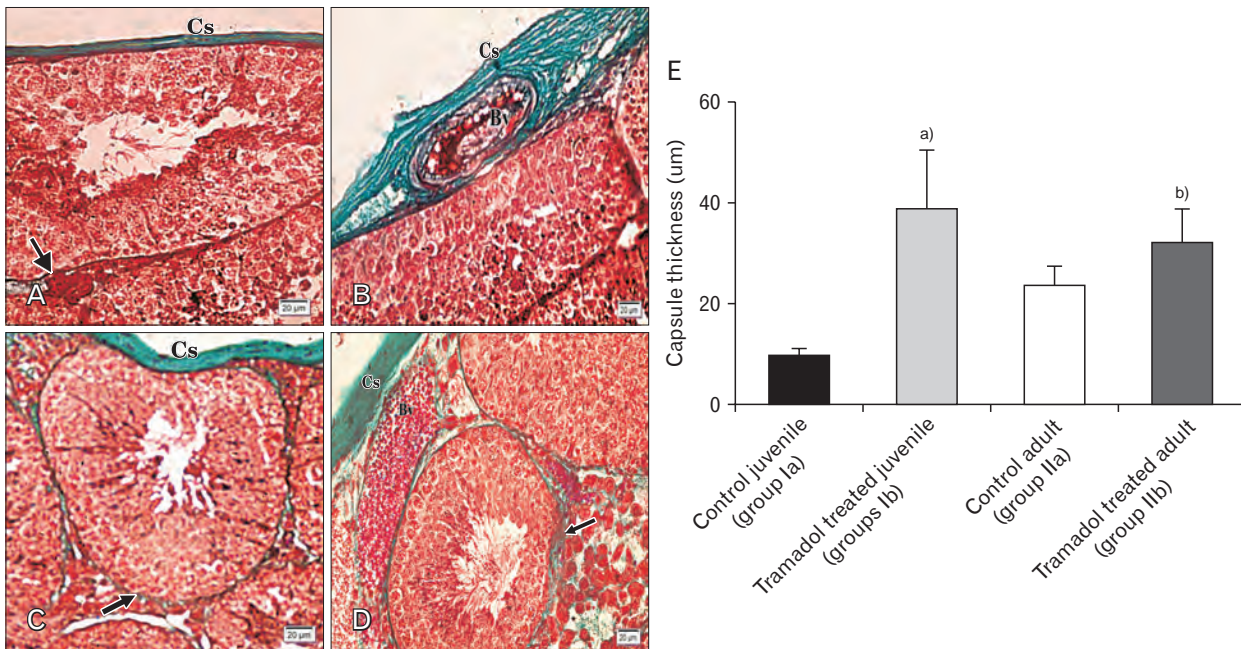 Cs
A
20 µm
Cs
Bv
B
20 µm
Cs
C
20 µm
Cs
Bv
D
20 µm
E
Capsule thickness (um)
60
40
20
0
a)
b)
Control juvenile
(group Ia)
Tramadol treated juvenile
(groups Ib)
Control adult
(group IIa)
Tramadol treated adult
(group IIb)